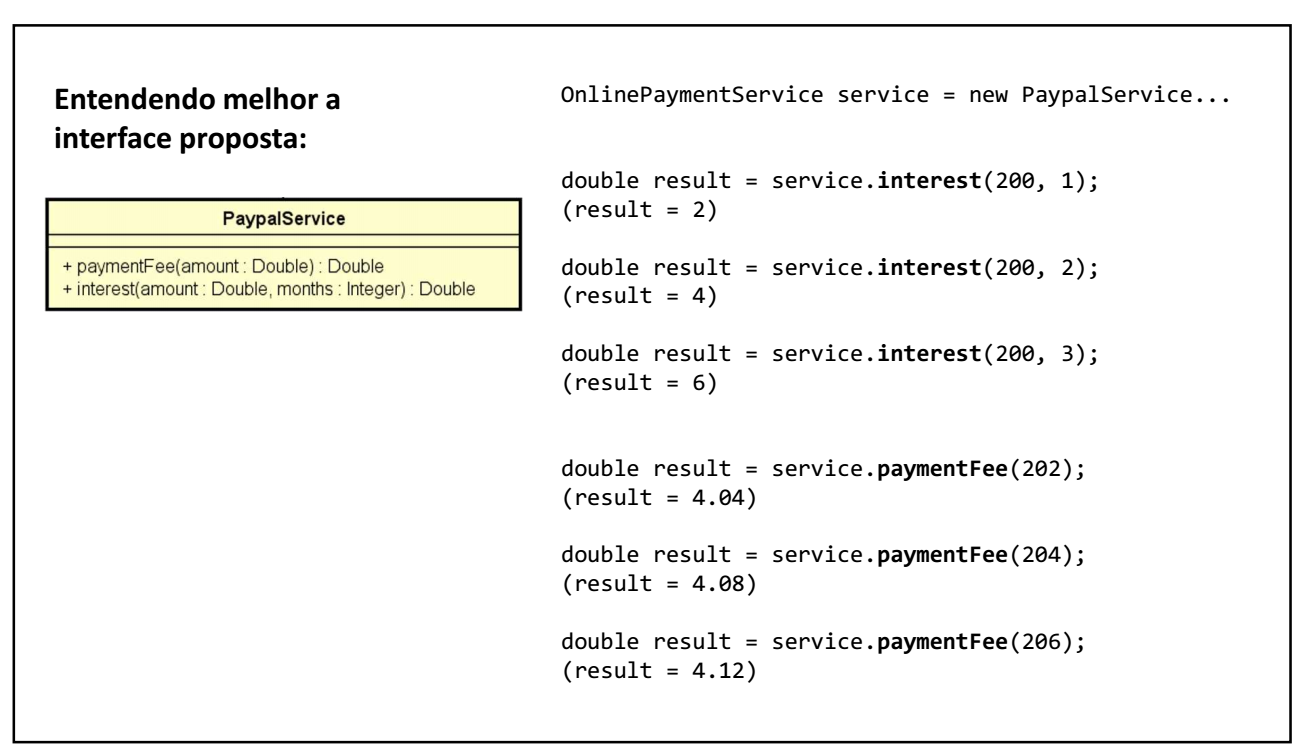 Entendendo melhor a
interface proposta:
PaypalService
+ paymentFee(amount : Double) : Double
+ interest(amount : Double, months : Integer) : Double
OnlinePaymentService service = new PaypalService...
double result = service.interest(200, 1);
(result = 2)
double result = service.interest(200, 2);
(result = 4)
double result = service.interest(200, 3);
(result = 6)
double result = service.paymentFee(202);
(result = 4.04)
double result = service.paymentFee(204);
(result = 4.08)
double result = service.paymentFee(206);
(result = 4.12)